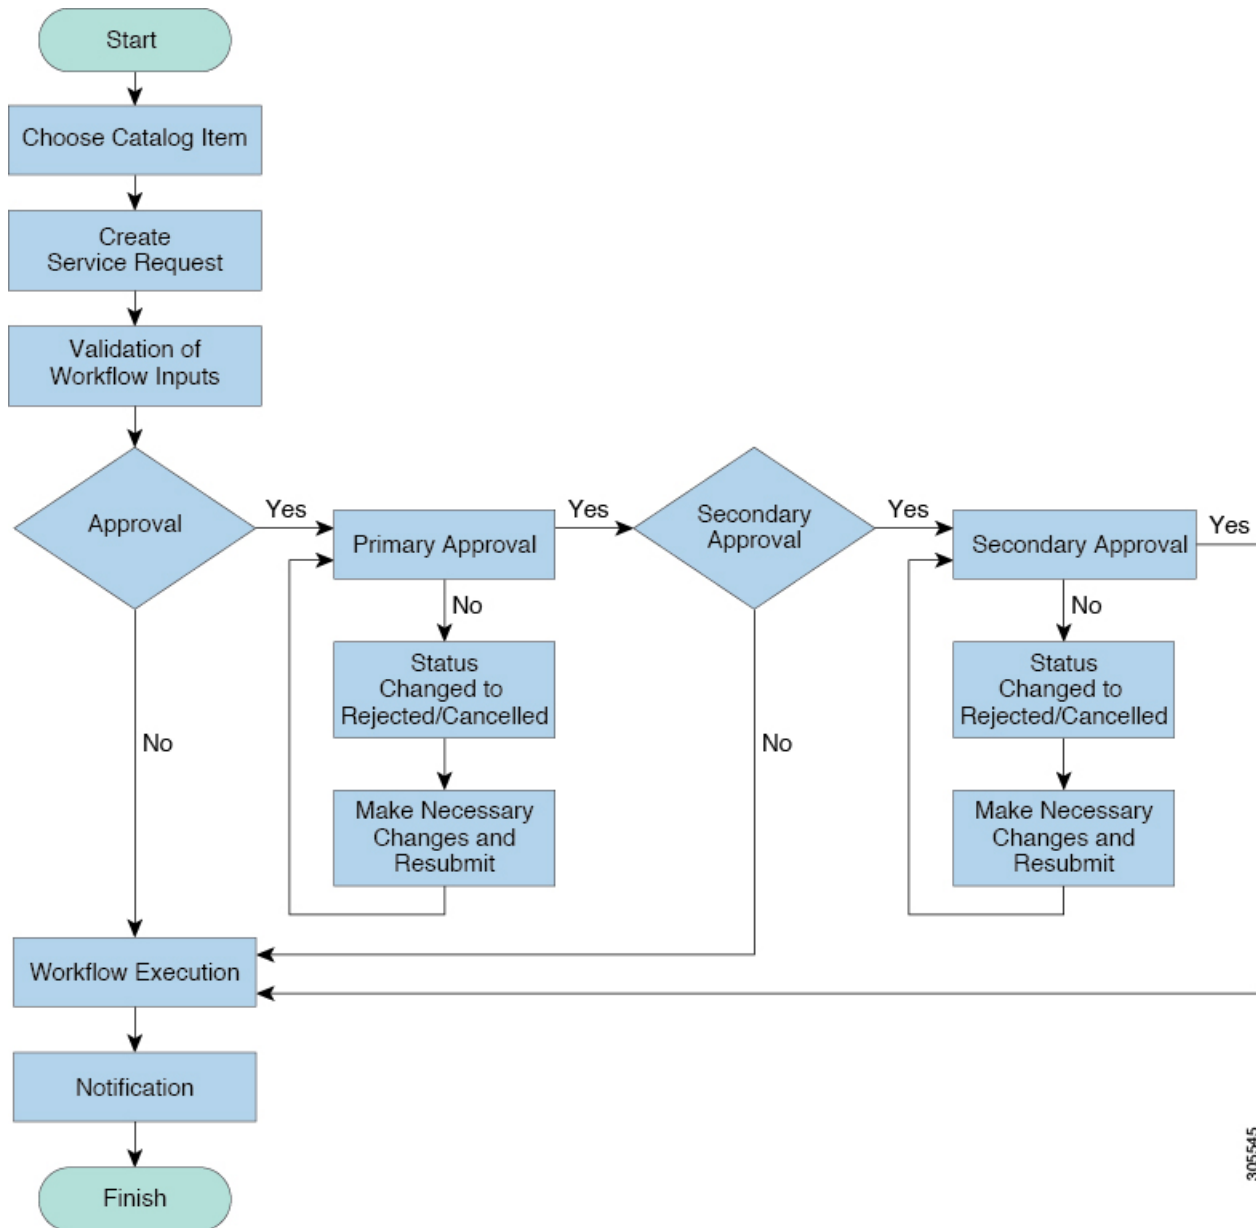 Start
Choose Catalog Item
Create
Service Request
Validation of
Workflow Inputs
Approval
Yes
Primary Approval
Yes
Secondary
Approval
Yes
Secondary Approval
Yes
No
Status
Changed to
Rejected/Cancelled
Make Necessary
Changes and
Resubmit
No
Status
Changed to
Rejected/Cancelled
Make Necessary
Changes and
Resubmit
No
No
Workflow Execution
Notification
Finish
305545